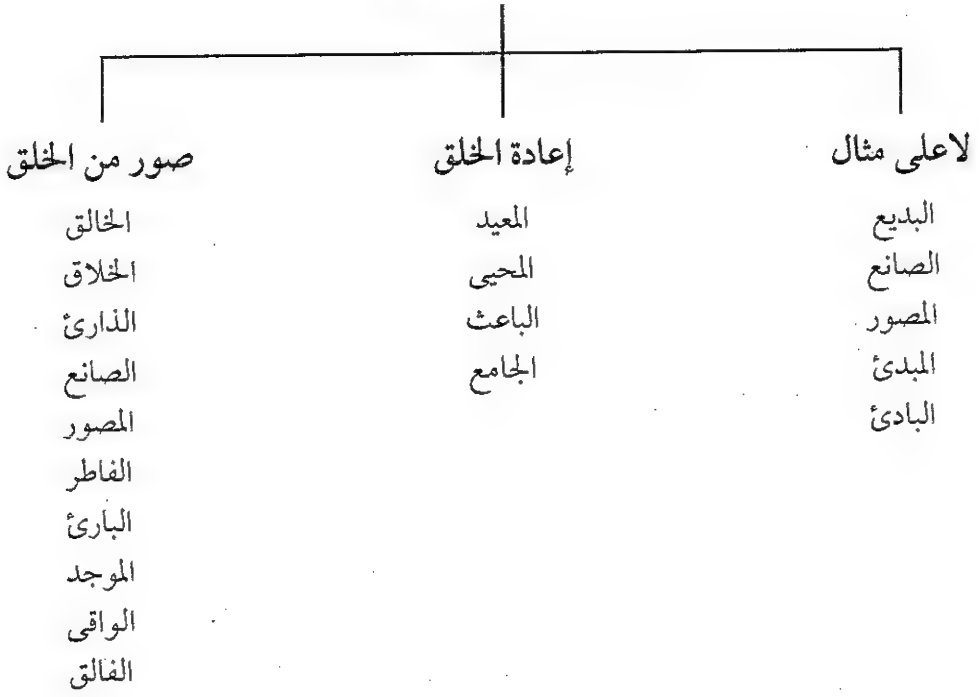 لاعلى مثال
البديع
الصانع
المصور
المبدئ
البادئ
إعادة الخلق
المعيد
المحيى
الباعث
الجامع
صور من الخلق
الخالق
الخلاق
الذارئ
الصانع
المصور
الفاطر
البارئ
الموجد
الواقى
الفالق